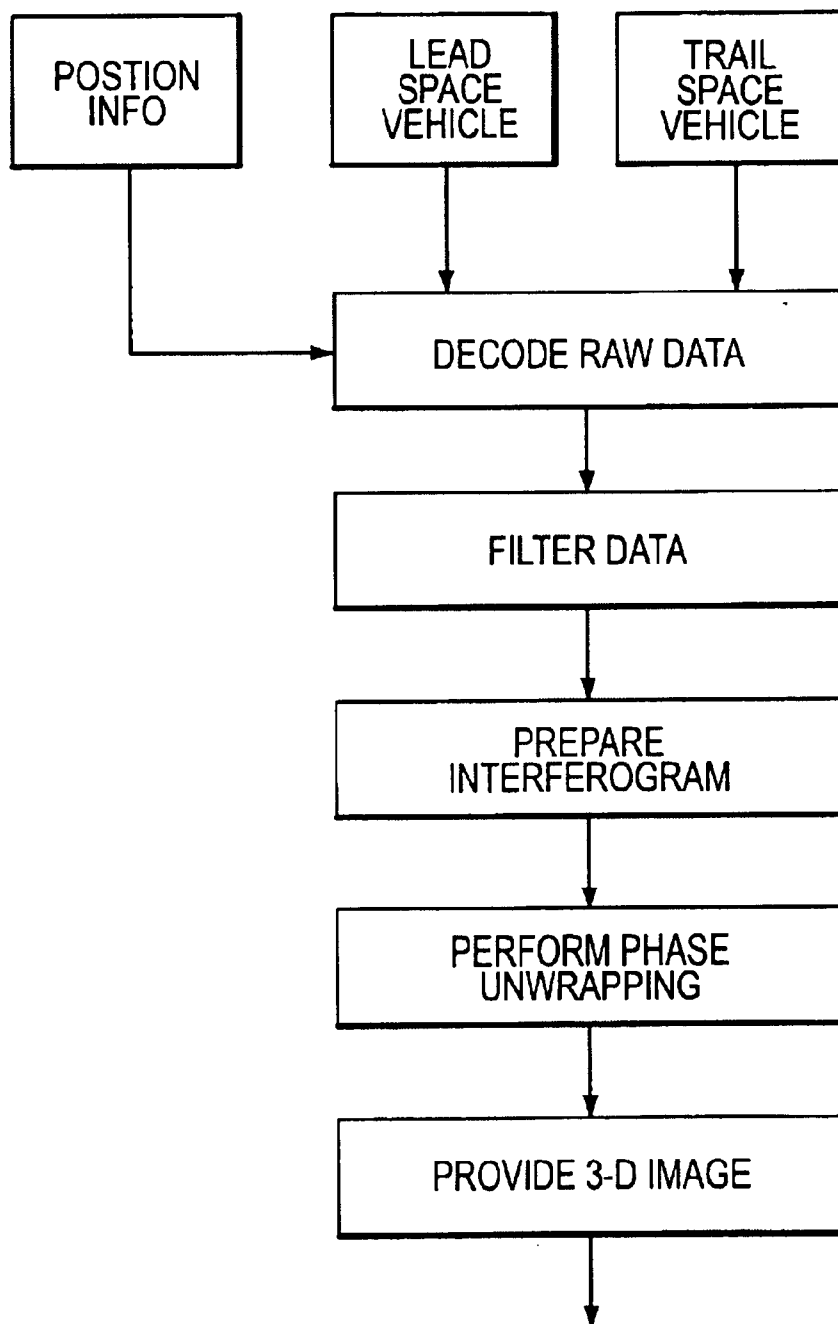 POSTION
INFO
LEAD
SPACE
VEHICLE
TRAIL
SPACE
VEHICLE
DECODE RAW DATA
FILTER DATA
PREPARE
INTERFEROGRAM
PERFORM PHASE
UNWRAPPING
PROVIDE 3-D IMAGE